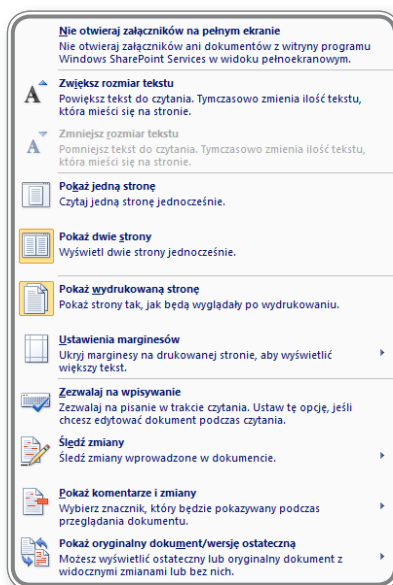 Nie otwieraj załączników na pełnym ekranie
Nie otwieraj załączników ani dokumentów z witryny programu
Windows SharePoint Services w widoku pełnoekranowym.
Zwiększ rozmiar tekstu
Powiększ tekst do czytania. Tymczasowo zmienia ilość tekstu,
która mieści się na stronie.
Zmniejsz rozmiar tekstu
Pomniejsz tekst do czytania. Tymczasowo zmienia ilość tekstu,
która mieści się na stronie.
Pokaż jedną stronę
Czytaj jedną stronę jednocześnie.
Pokaż dwie strony
Wyświetl dwie strony jednocześnie.
Pokaż wydrukowaną stronę
Pokaż strony tak, jak będą wyglądały po wydrukowaniu.
Ustawienia marginesów
Ukryj marginesy na drukowanej stronie, aby wyświetlić
większy tekst.
Zezwalaj na wpisywanie
Zezwalaj na pisanie w trakcie czytania. Ustaw tę opcję, jeśli
chcesz edytować dokument podczas czytania.
Śledź zmiany
Śledź zmiany wprowadzone w dokumencie.
Pokaż komentarze i zmiany
Wybierz znacznik, który będzie pokazywany podczas
przeglądania dokumentu.
Pokaż oryginalny dokument/wersję ostateczną
Możesz wyświetlić ostateczny lub oryginalny dokument z
widocznymi zmianami lub bez nich.